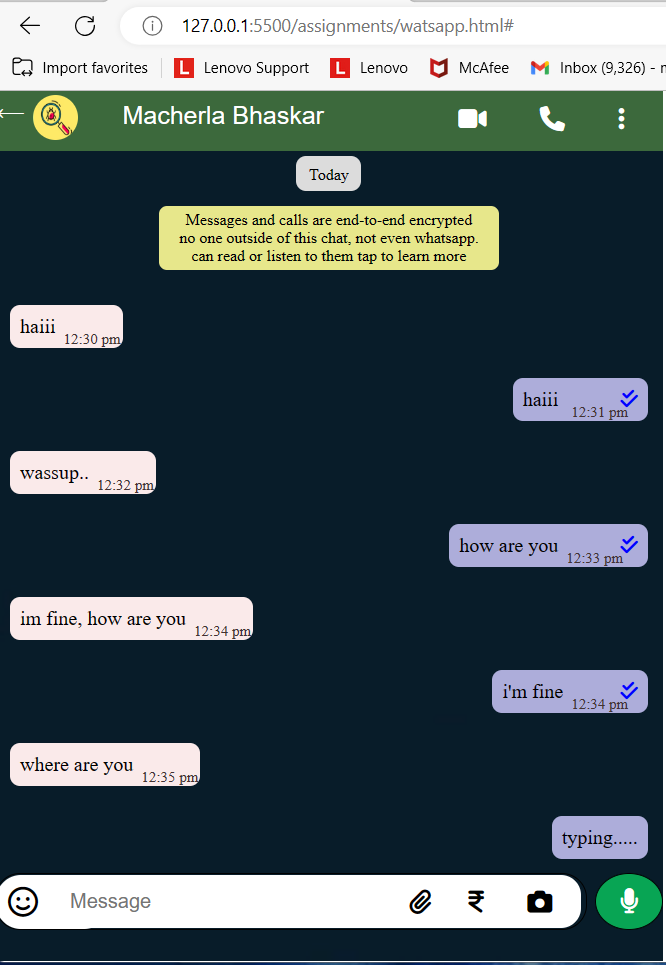 127.0.0.1:5500/assignments/watsapp.html#
Import favorites L Lenovo Support L Lenovo McAfee Inbox (9,326) -
Macherla Bhaskar
Today
Messages and calls are end-to-end encrypted
no one outside of this chat, not even whatsapp.
can read or listen to them tap to learn more
haiii 12:30 pm
haiii 12:31 pm
wassup.. 12:32 pm
how are you 12:33 pm
im fine, how are you 12:34 pm
i'm fine 12:34 pm
where are you 12:35 pm
typing.....
Message ₹